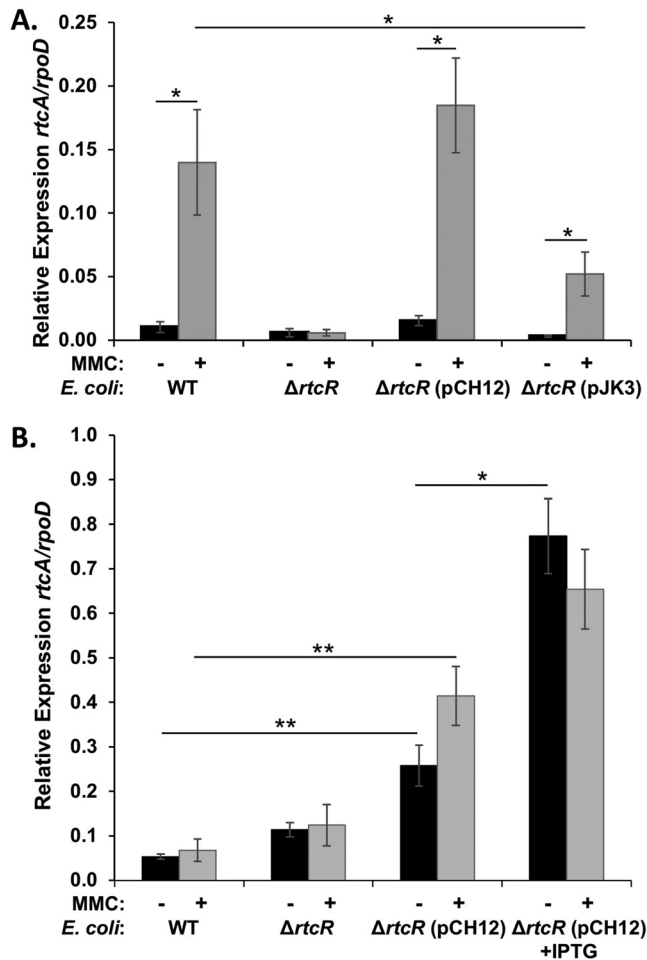 A.
Relative Expression rtcA/rpoD
0.25
0.20
0.15
0.10
0.05
0.00
*
*
*
*
MMC: - + - + - + - +
E. coli: WT ΔrtcR ΔrtcR (pCH12) ΔrtcR (pJK3)
B.
Relative Expression rtcA/rpoD
1.0
0.9
0.8
0.7
0.6
0.5
0.4
0.3
0.2
0.1
0.0
*
**
**
MMC: - + - + - + - +
E. coli: WT ΔrtcR ΔrtcR (pCH12) ΔrtcR (pCH12)
+IPTG